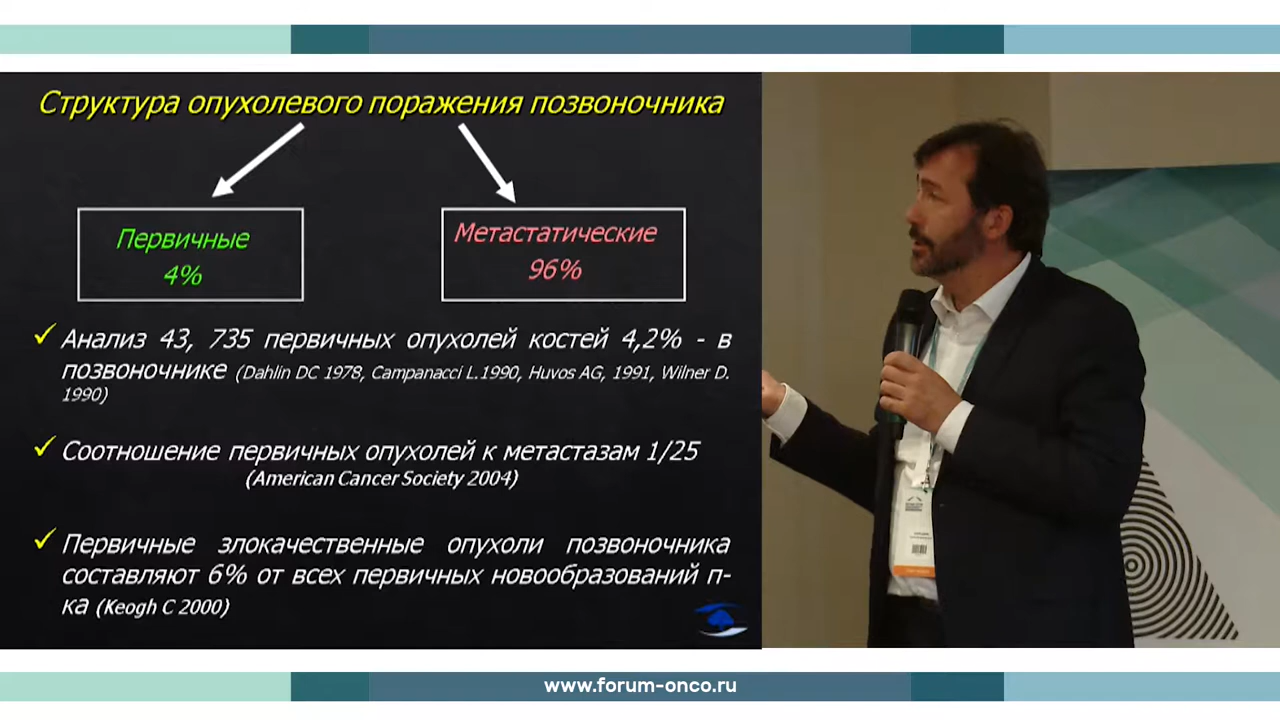 Структура опухолевого поражения позвоночника
Первичные
4%
Метастатические
96%
✓ Анализ 43, 735 первичных опухолей костей 4,2% - в
позвоночнике (Dahlin DC 1978, Campanacci L.1990, Huvos AG, 1991, Wilner D.
1990)
✓ Соотношение первичных опухолей к метастазам 1/25
(American Cancer Society 2004)
✓ Первичные злокачественные опухоли позвоночника
составляют 6% от всех первичных новообразований п-
ка (Keogh C 2000)
www.forum-onco.ru